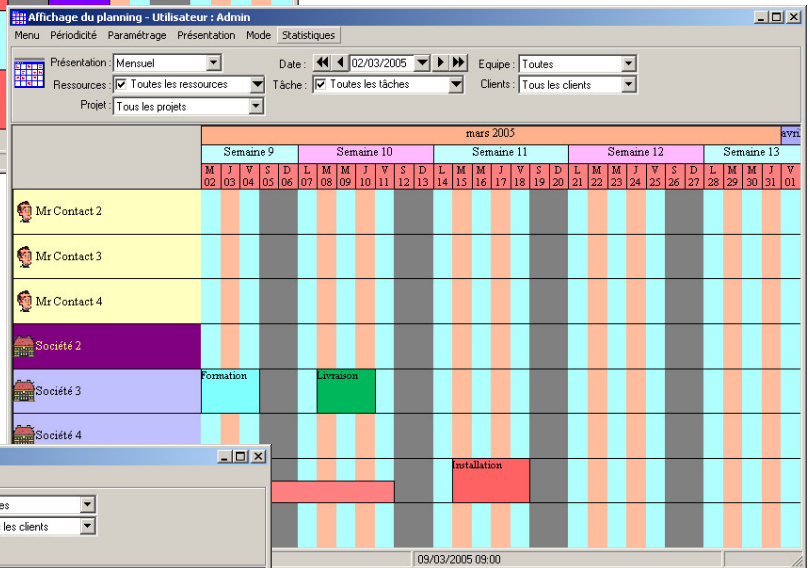 Affichage du planning - Utilisateur : Admin
Menu Périodicité Paramétrage Présentation Mode Statistiques
Présentation : Mensuel Date : 02/03/2005 Equipe : Toutes
Ressources : Toutes les ressources Tâche : Toutes les tâches Clients : Tous les clients
Projet : Tous les projets
mars 2005 avri
Semaine 9 Semaine 10 Semaine 11 Semaine 12 Semaine 13
M J V S D L M M J V S D L M M J V S D L M M J V S D L M M J V
02 03 04 05 06 07 08 09 10 11 12 13 14 15 16 17 18 19 20 21 22 23 24 25 26 27 28 29 30 31 01
Mr Contact 2
Mr Contact 3
Mr Contact 4
Société 2
Formation Livraison
Société 3
Société 4
Installation
es
les clients
09/03/2005 09:00